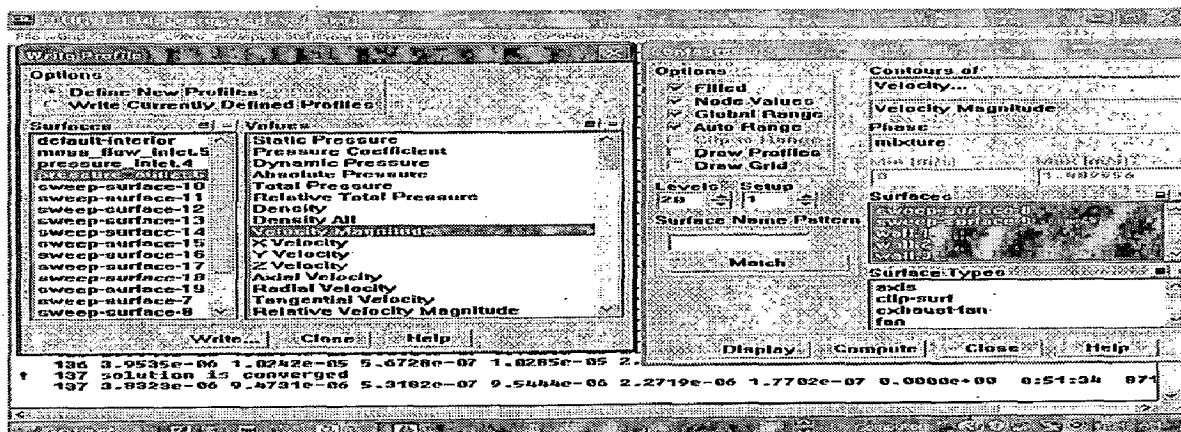 Write Profile
Options
Define New Profiles
Write Currently Defined Profiles
Surfaces
default-interior
mass_flow_inlet.5
pressure_inlet.4
sweep-surface-10
sweep-surface-11
sweep-surface-12
sweep-surface-13
sweep-surface-14
sweep-surface-15
sweep-surface-16
sweep-surface-17
sweep-surface-18
sweep-surface-19
sweep-surface-7
sweep-surface-8
Values
Static Pressure
Pressure Coefficient
Dynamic Pressure
Absolute Pressure
Total Pressure
Relative Total Pressure
Density
Density All
Velocity Magnitude
X Velocity
Y Velocity
Z Velocity
Axial Velocity
Radial Velocity
Tangential Velocity
Relative Velocity Magnitude
Write... Close Help
Contours
Options
Filled
Node Values
Global Range
Auto Range
Draw Profiles
Draw Grid
Levels Setup
20 1
Surface Name Pattern
Match
Contours of
Velocity...
Velocity Magnitude
Phase
mixture
Min (m/s) Max (m/s)
0
Surfaces
Surface Types
axis
clip-surf
exhaust-fan
fan
Display Compute Close Help
136 3.9535e-06 1.0242e-05 5.6728e-07 1.0285e-05 2.
† 137 solution is converged
137 3.8323e-06 9.4731e-06 5.3182e-07 9.5444e-06 2.2719e-06 1.7702e-07 0.0000e+00 0:51:34 871